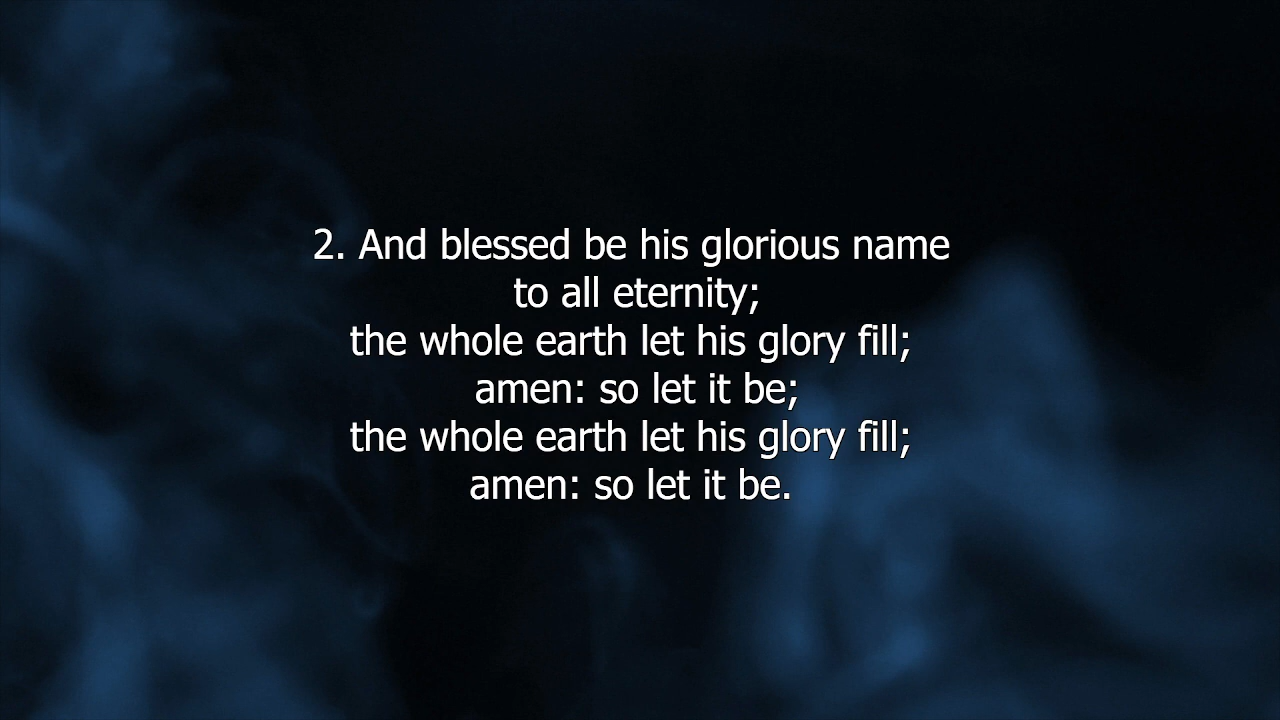 2. And blessed be his glorious name
to all eternity;
the whole earth let his glory fill;
amen: so let it be;
the whole earth let his glory fill;
amen: so let it be.